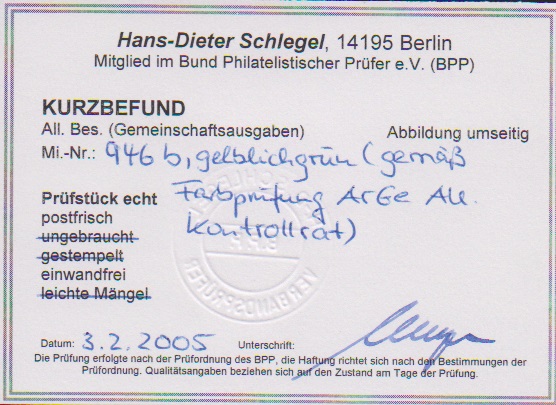 Hans-Dieter Schlegel, 14195 Berlin
Mitglied im Bund Philatelistischer Prüfer e.V. (BPP)
KURZBEFUND
All. Bes. (Gemeinschaftsausgaben) Abbildung umseitig
Mi.-Nr.: 946 b, gelblichgrün (gemäß
Farbprüfung ArGe All.
Kontrollrat)
Prüfstück echt
postfrisch
ungebraucht
gestempelt
einwandfrei
leichte Mängel
VERBANDSPRÜFER
Datum: 3.2.2005 Unterschrift:
Die Prüfung erfolgte nach der Prüfordnung des BPP, die Haftung richtet sich nach den Bestimmungen der
Prüfordnung. Qualitätsangaben beziehen sich auf den Zustand am Tage der Prüfung.